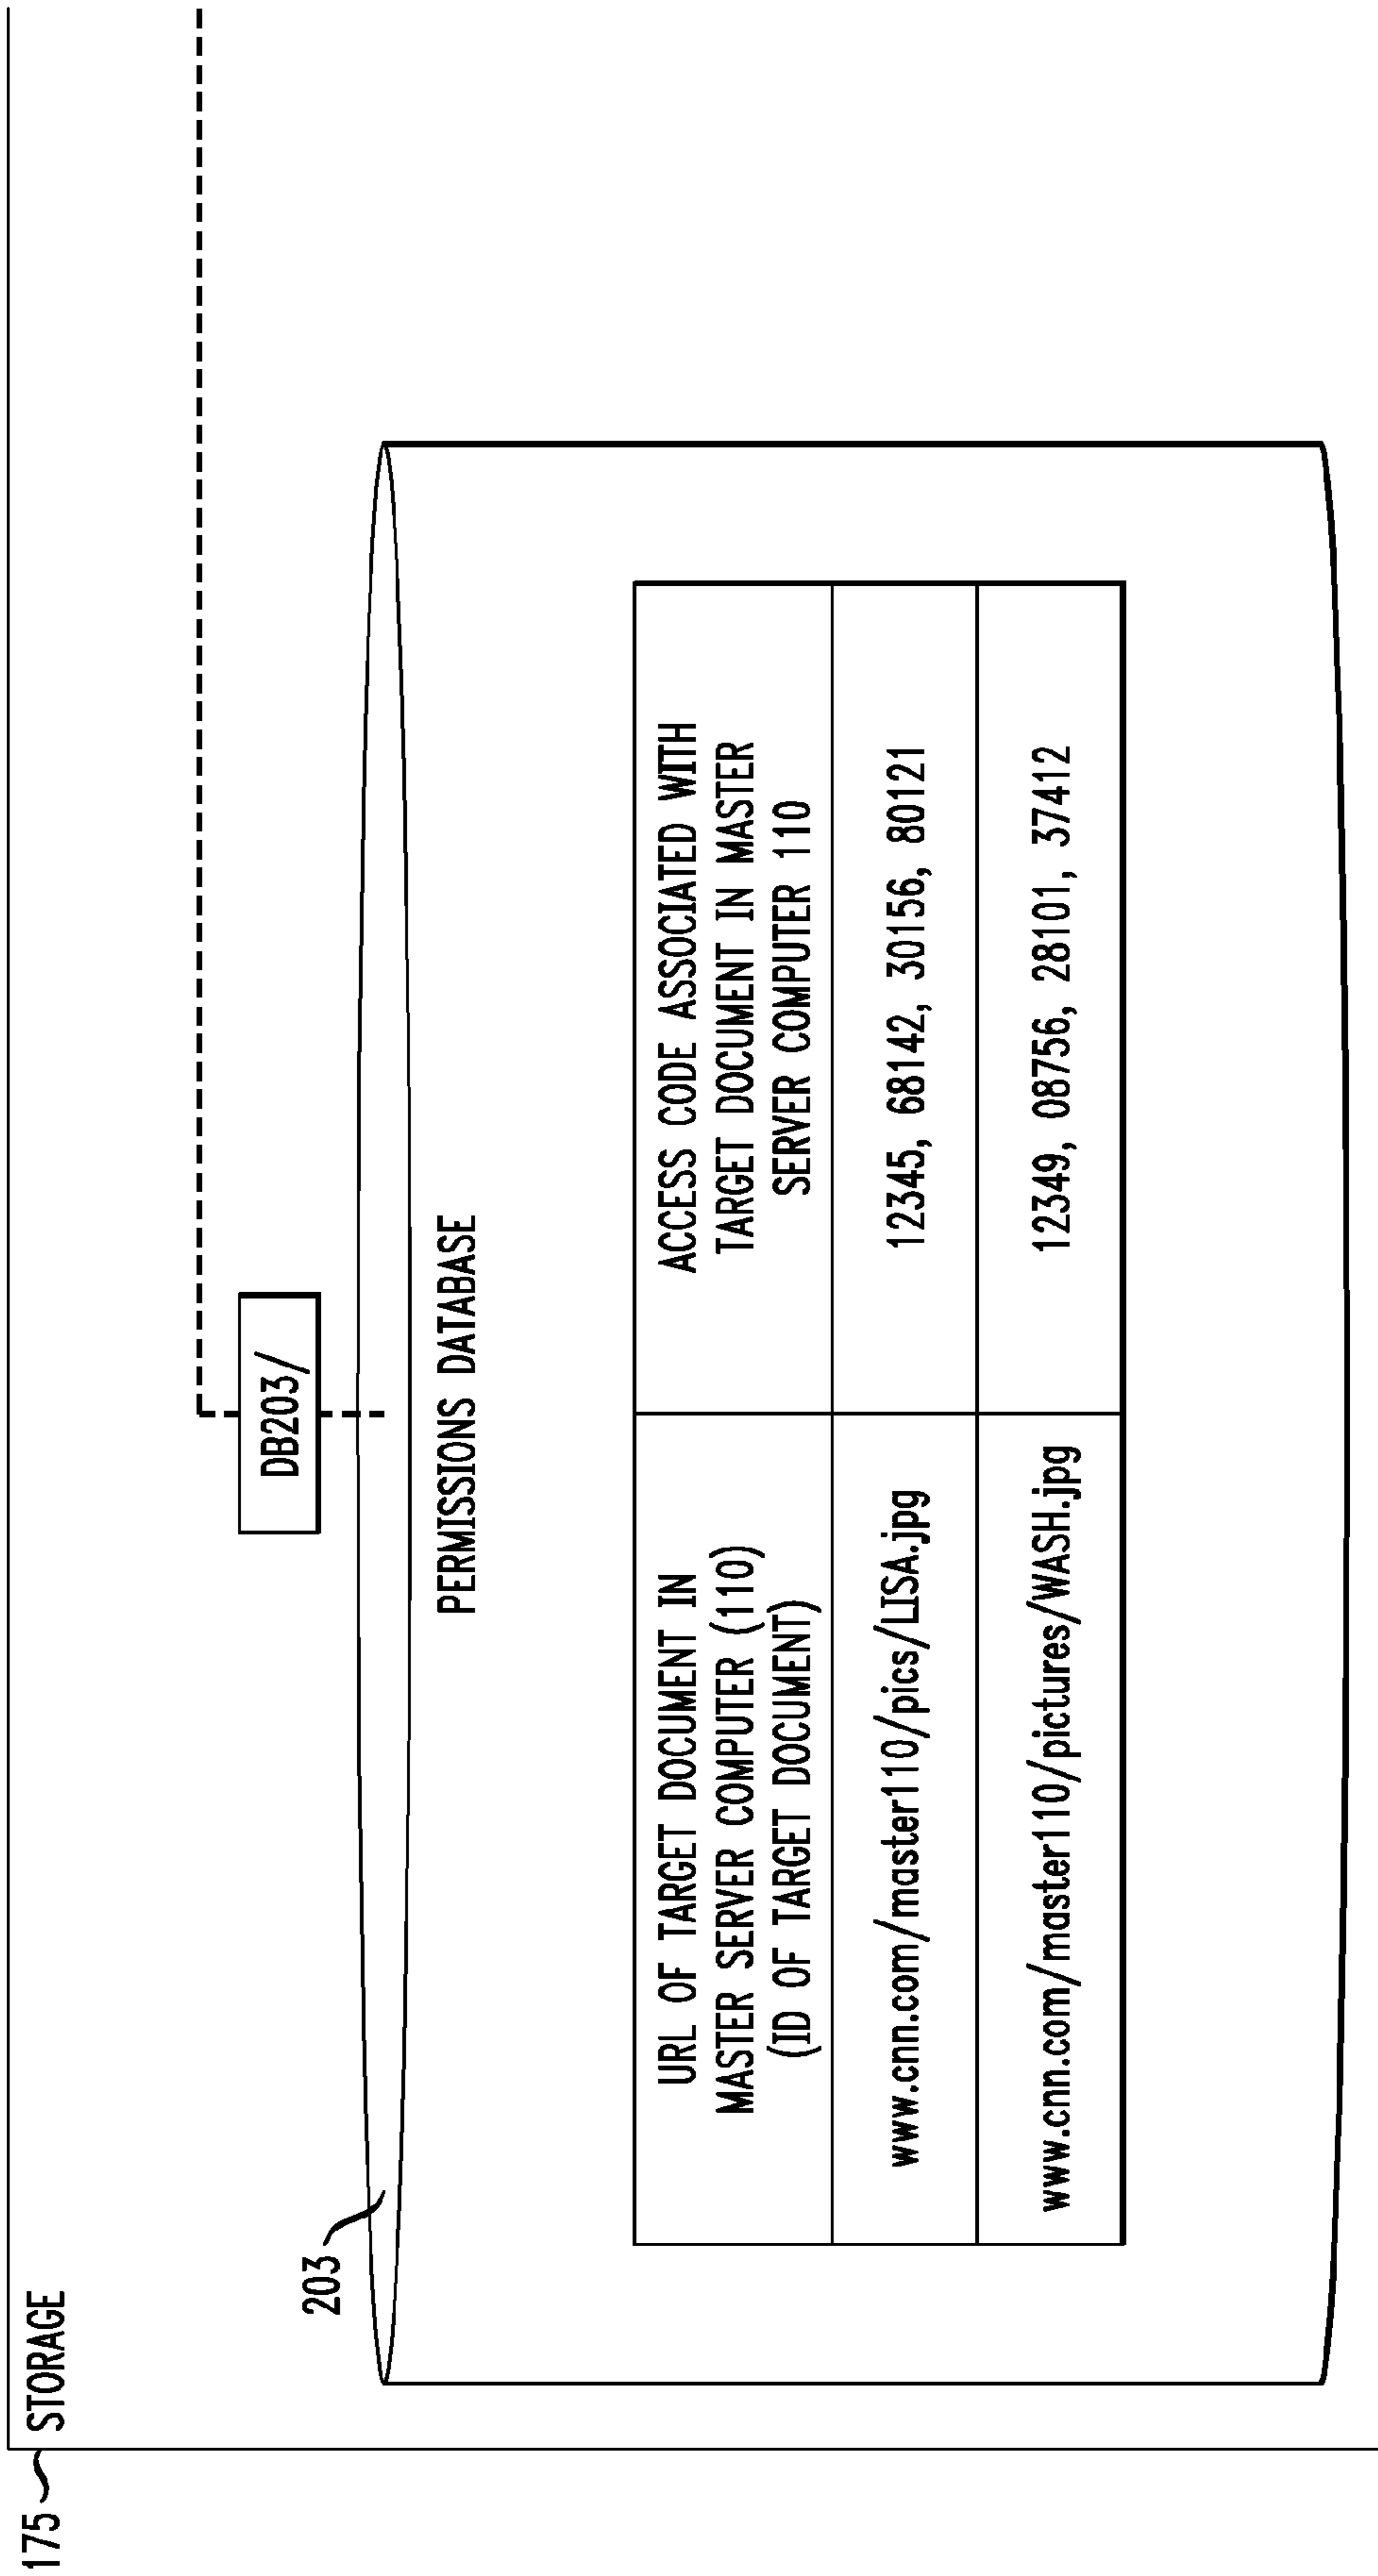 175
STORAGE
DB203/
203
PERMISSIONS DATABASE
URL OF TARGET DOCUMENT IN
MASTER SERVER COMPUTER (110)
(ID OF TARGET DOCUMENT)
ACCESS CODE ASSOCIATED WITH
TARGET DOCUMENT IN MASTER
SERVER COMPUTER 110
www.cnn.com/master110/pics/LISA.jpg
12345, 68142, 30156, 80121
www.cnn.com/master110/pictures/WASH.jpg
12349, 08756, 28101, 37412